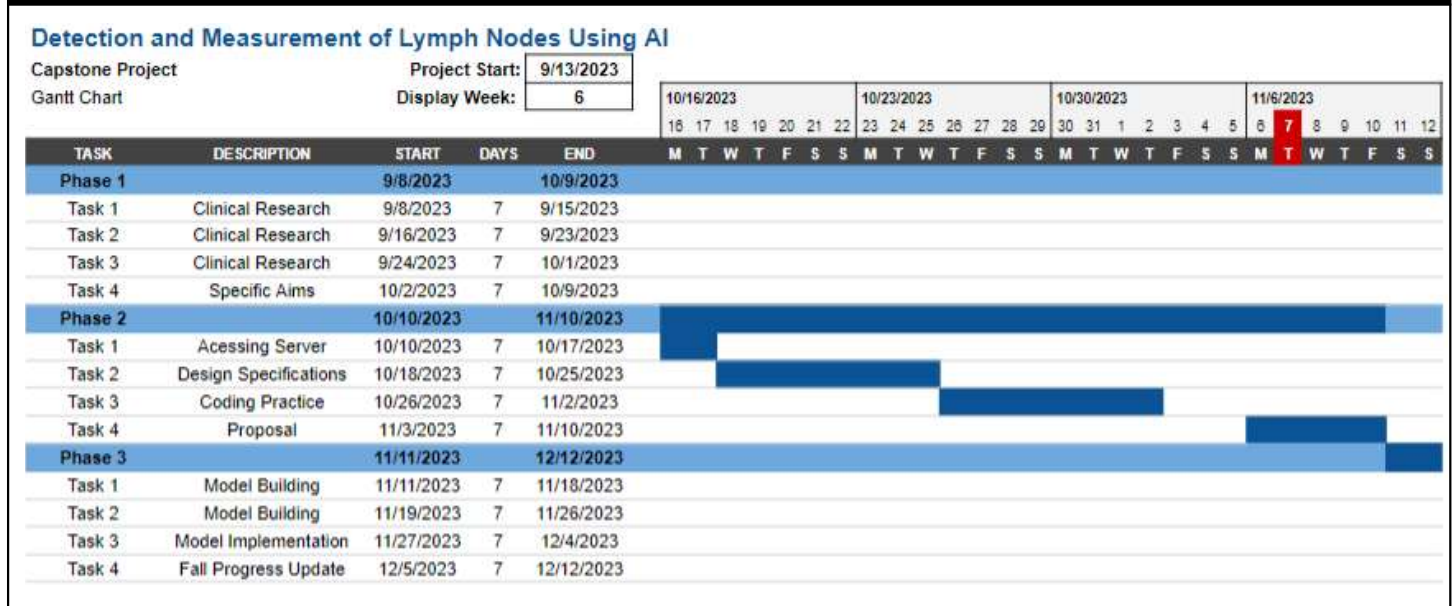 Detection and Measurement of Lymph Nodes Using AI
Capstone Project Project Start: 9/13/2023
Gantt Chart Display Week: 6 10/16/2023 10/23/2023 10/30/2023 11/6/2023
16 17 18 19 20 21 22 23 24 25 26 27 28 29 30 31 1 2 3 4 5 6 7 8 9 10 11 12
TASK DESCRIPTION START DAYS END M T W T F S S M T W T F S S M T W T F S S M T W T F S S
Phase 1 9/8/2023 10/9/2023
Task 1 Clinical Research 9/8/2023 7 9/15/2023
Task 2 Clinical Research 9/16/2023 7 9/23/2023
Task 3 Clinical Research 9/24/2023 7 10/1/2023
Task 4 Specific Aims 10/2/2023 7 10/9/2023
Phase 2 10/10/2023 11/10/2023
Task 1 Acessing Server 10/10/2023 7 10/17/2023
Task 2 Design Specifications 10/18/2023 7 10/25/2023
Task 3 Coding Practice 10/26/2023 7 11/2/2023
Task 4 Proposal 11/3/2023 7 11/10/2023
Phase 3 11/11/2023 12/12/2023
Task 1 Model Building 11/11/2023 7 11/18/2023
Task 2 Model Building 11/19/2023 7 11/26/2023
Task 3 Model Implementation 11/27/2023 7 12/4/2023
Task 4 Fall Progress Update 12/5/2023 7 12/12/2023